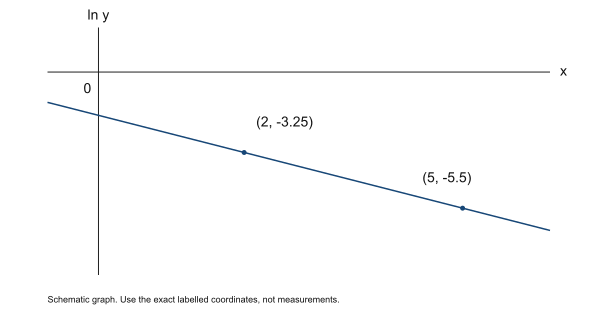 ln y
x
0
(2, -3.25)
(5, -5.5)
Schematic graph. Use the exact labelled coordinates, not measurements.